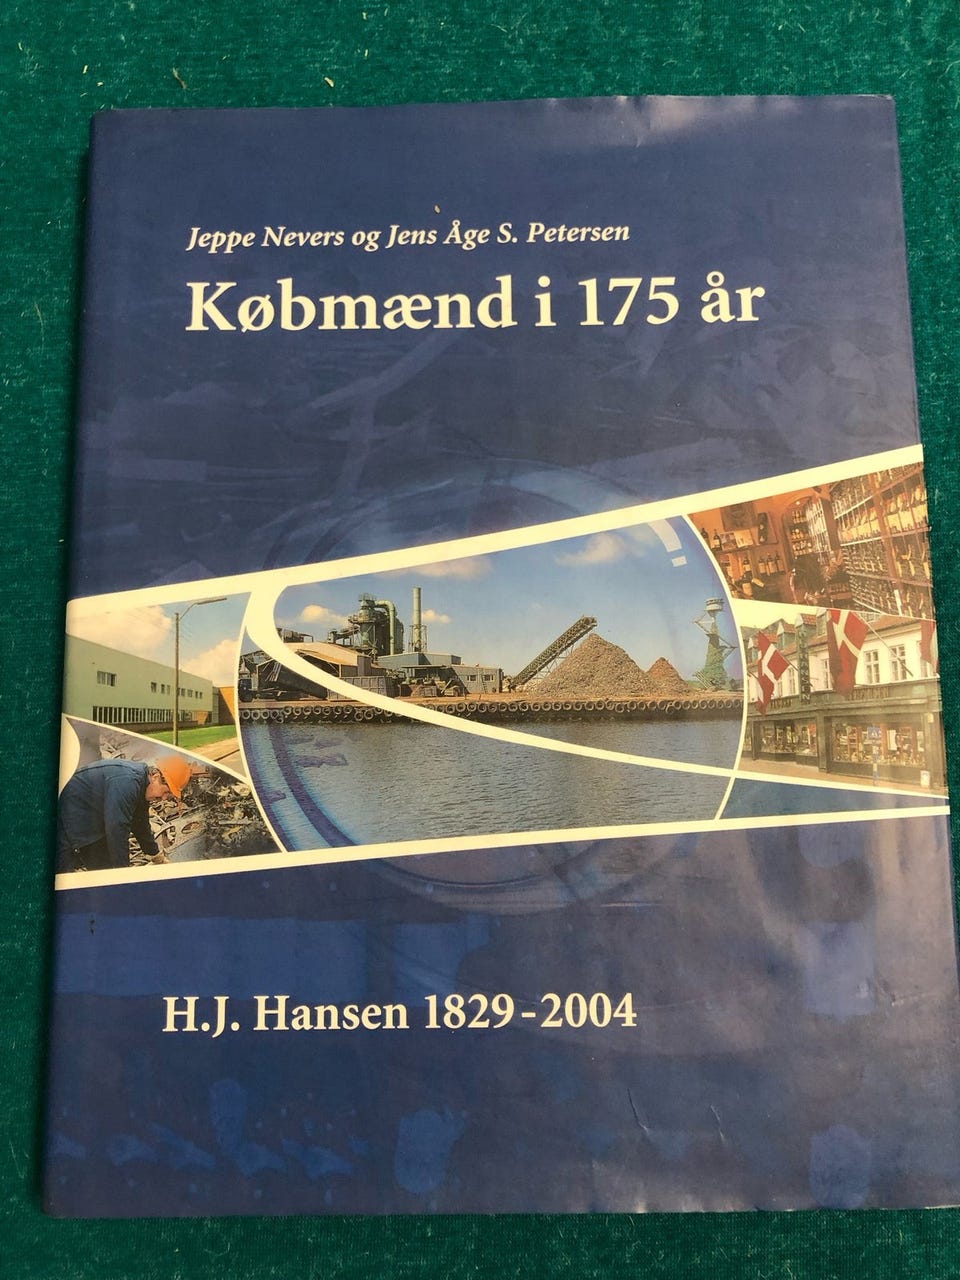 Jeppe Nevers og Jens Åge S. Petersen
Købmænd i 175 år
H.J. Hansen 1829-2004